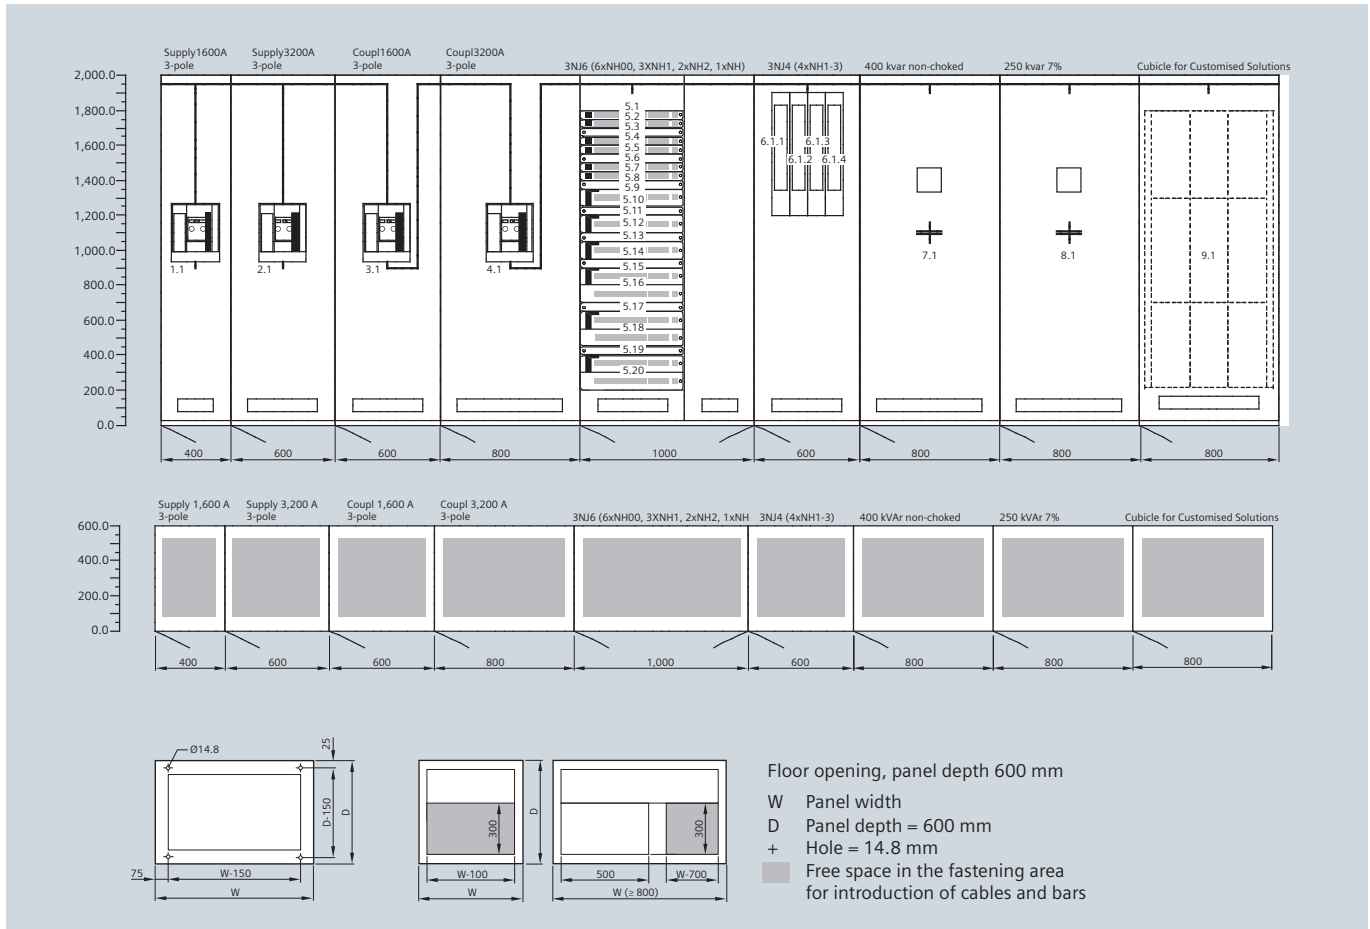 Supply1600A
3-pole
Supply3200A
3-pole
Coupl1600A
3-pole
Coupl3200A
3-pole
3NJ6 (6xNH00, 3XNH1, 2xNH2, 1xNH)
3NJ4 (4xNH1-3)
400 kvar non-choked
250 kvar 7%
Cubicle for Customised Solutions
2,000.0
1,800.0
1,600.0
1,400.0
1,200.0
1,000.0
800.0
600.0
400.0
200.0
0.0
1.1
2.1
3.1
4.1
5.1
5.2
5.3
5.4
5.5
5.6
5.7
5.8
5.9
5.10
5.11
5.12
5.13
5.14
5.15
5.16
5.17
5.18
5.19
5.20
6.1.1
6.1.2
6.1.3
6.1.4
7.1
8.1
9.1
400
600
600
800
1000
600
800
800
800
Supply 1,600 A
3-pole
Supply 3,200 A
3-pole
Coupl 1,600 A
3-pole
Coupl 3,200 A
3-pole
3NJ6 (6xNH00, 3XNH1, 2xNH2, 1xNH
3NJ4 (4xNH1-3)
400 kVAr non-choked
250 kVAr 7%
Cubicle for Customised Solutions
600.0
400.0
200.0
0.0
400
600
600
800
1,000
600
800
800
800
Ø14.8
25
D-150
D
75
W-150
W
300
D
W-100
W
300
500
W-700
W (≥ 800)
Floor opening, panel depth 600 mm
W Panel width
D Panel depth = 600 mm
+ Hole = 14.8 mm
Free space in the fastening area
for introduction of cables and bars